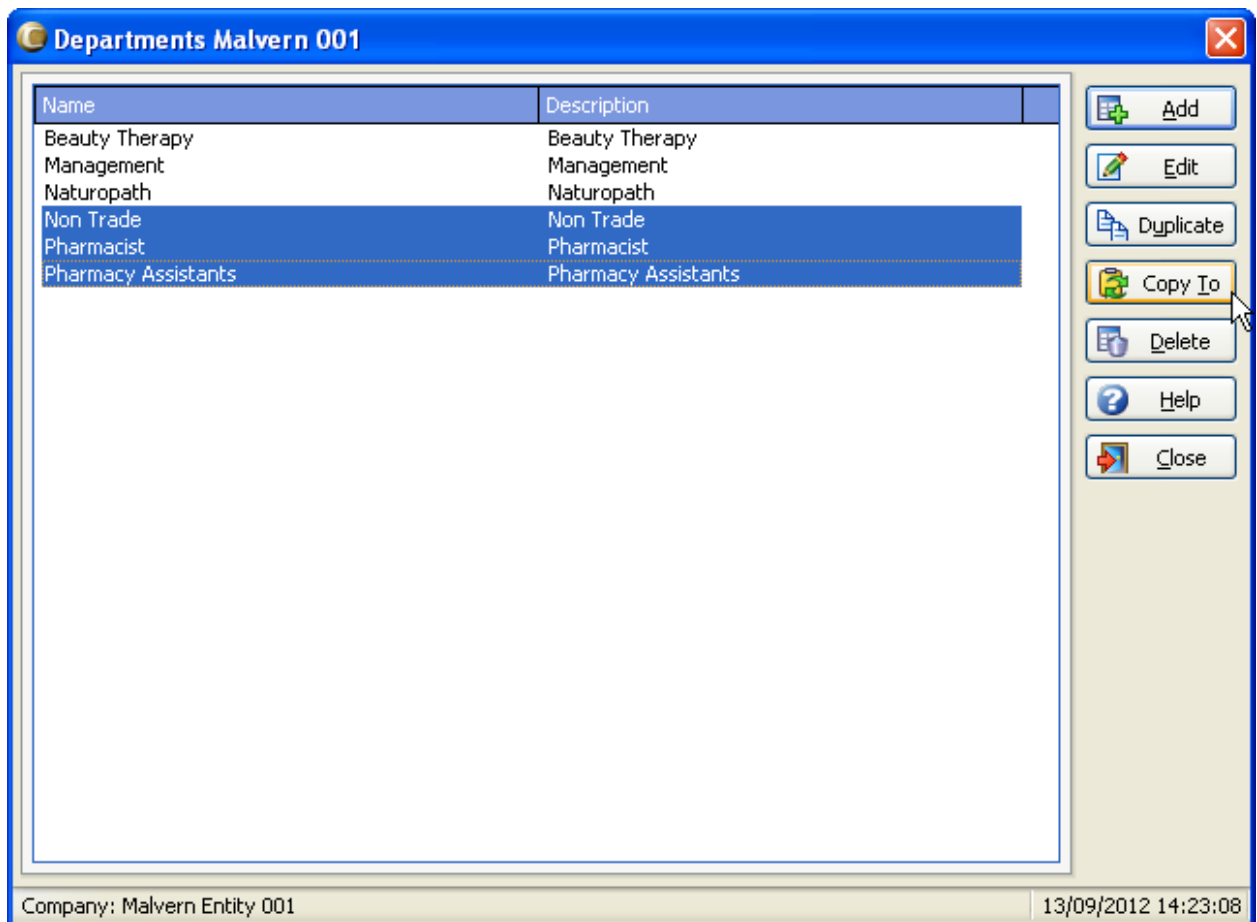 Departments Malvern 001
Name Description
Beauty Therapy Beauty Therapy
Management Management
Naturopath Naturopath
Non Trade Non Trade
Pharmacist Pharmacist
Pharmacy Assistants Pharmacy Assistants
Add
Edit
Duplicate
Copy To
Delete
Help
Close
Company: Malvern Entity 001 13/09/2012 14:23:08